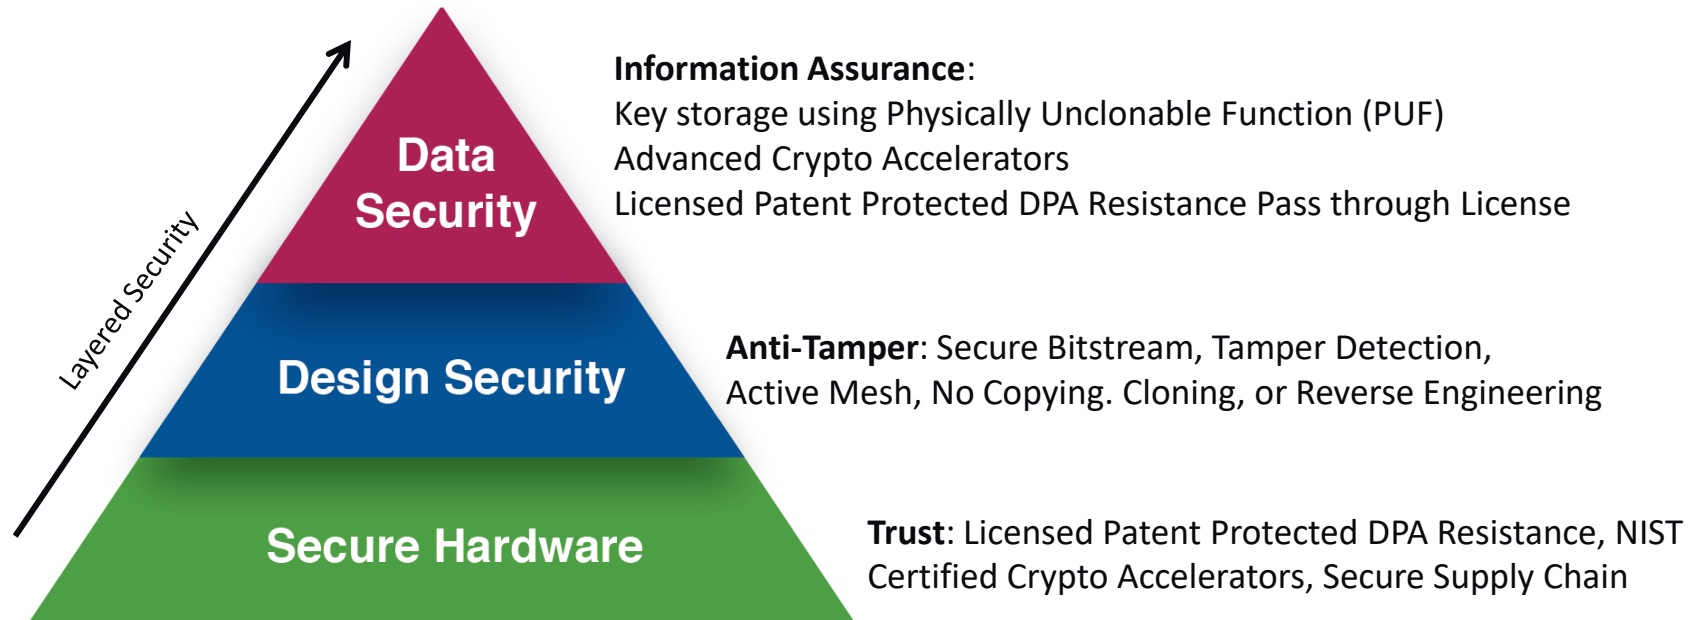 Layered Security
Data
Security
Information Assurance:
Key storage using Physically Unclonable Function (PUF)
Advanced Crypto Accelerators
Licensed Patent Protected DPA Resistance Pass through License
Design Security
Anti-Tamper: Secure Bitstream, Tamper Detection,
Active Mesh, No Copying. Cloning, or Reverse Engineering
Secure Hardware
Trust: Licensed Patent Protected DPA Resistance, NIST
Certified Crypto Accelerators, Secure Supply Chain